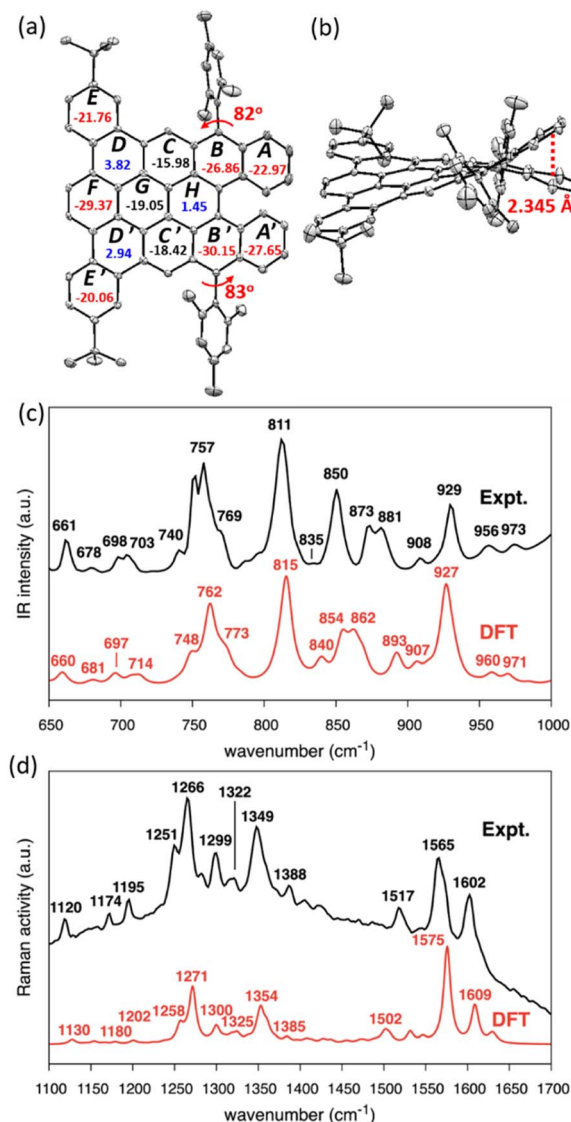 (a)
(b)
E
-21.76
82°
D
C
B
A
3.82
-15.98
-26.86
-22.97
F
G
H
-29.37
-19.05
1.45
D'
C'
B'
A'
2.94
-18.42
-30.15
-27.65
E'
-20.06
83°
2.345 Å
(c)
IR intensity (a.u.)
811
757
850
Expt.
661
678
698
703
740
769
835
873
881
908
929
956
973
815
927
762
DFT
660
681
697
714
748
773
840
854
862
893
907
960
971
650 700 750 800 850 900 950 1000
wavenumber (cm⁻¹)
(d)
Raman activity (a.u.)
1266
1322
1251
1299
1349
Expt.
1120
1174
1195
1388
1517
1565
1602
1575
1271
1354
1609
DFT
1130
1180
1202
1258
1300
1325
1385
1502
1100 1150 1200 1250 1300 1350 1400 1450 1500 1550 1600 1650 1700
wavenumber (cm⁻¹)